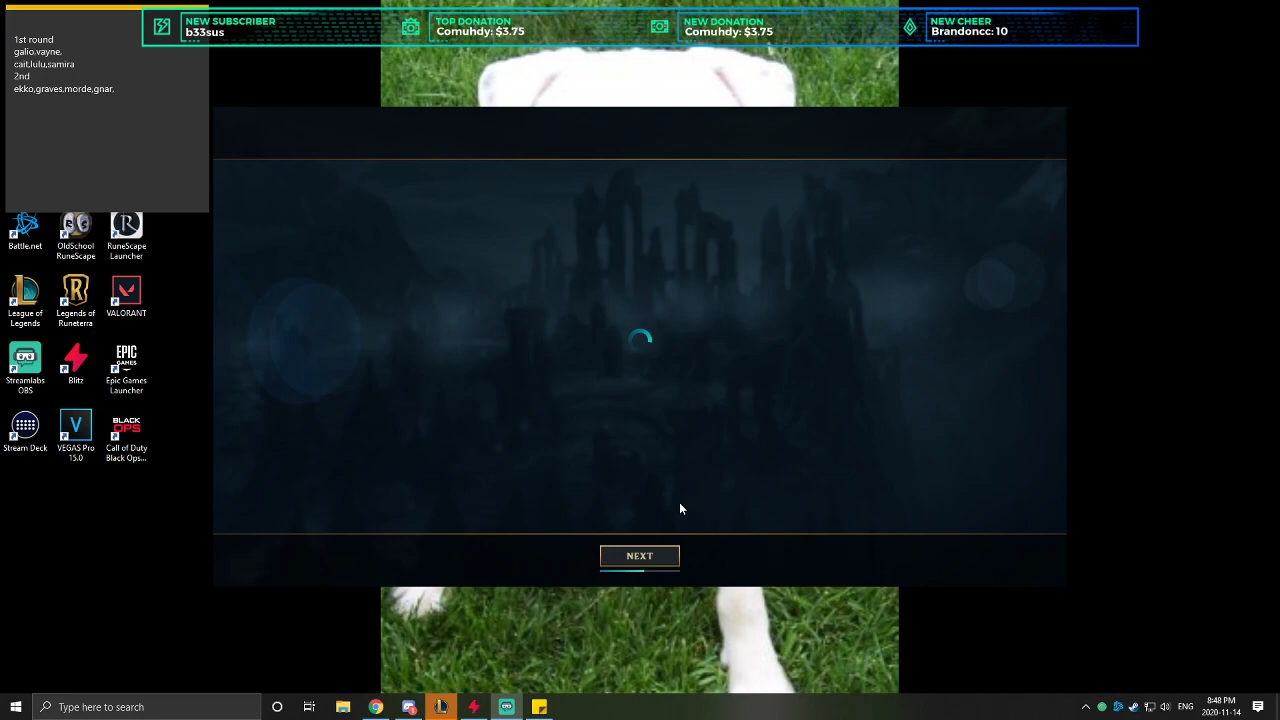 NEW SUBSCRIBER
b33sus
TOP DONATION
Comuhdy: $3.75
NEW DONATION
Comuhdy: $3.75
NEW CHEER
Brandoncc: 10
1st round
galio,vayne,
cait,lulu,samira
2nd
ekko,graves,morde,gnar,
Battle.net
OldSchool
RuneScape
RuneScape
Launcher
League of
Legends
Legends of
Runeterra
VALORANT
Streamlabs
OBS
Blitz
EPIC
GAMES
Epic Games
Launcher
Stream Deck
V
VEGAS Pro
15.0
BLACK
OPS
Call of Duty
Black Ops...
NEXT
Type here to search
ENG
8:48 PM
2020-11-14